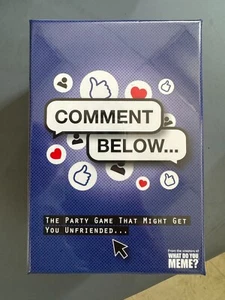 COMMENT
BELOW...
The Party Game That Might Get
You Unfriended...
From the creators of
WHAT DO YOU
MEME?